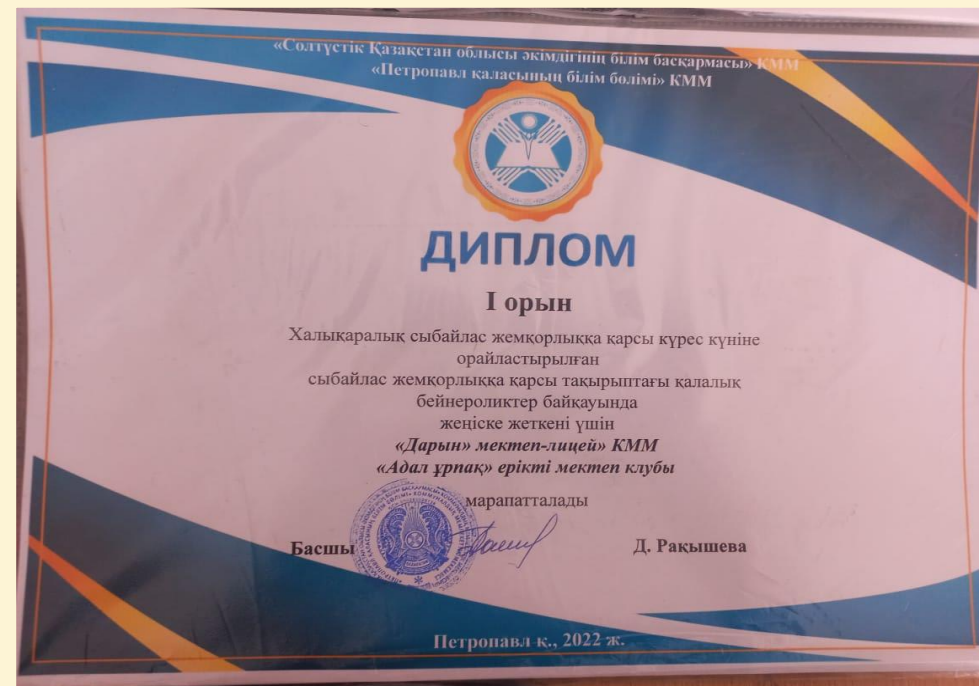 «Солтүстік Қазақстан облысы әкімдігінің білім басқармасы» КММ
«Петропавл қаласының білім бөлімі» КММ
ДИПЛОМ
І орын
Халықаралық сыбайлас жемқорлыққа қарсы күрес күніне
орайластырылған
сыбайлас жемқорлыққа қарсы тақырыптағы қалалық
бейнероликтер байқауында
жеңіске жеткені үшін
«Дарын» мектеп-лицей» КММ
«Адал ұрпақ» ерікті мектеп клубы
марапатталады
Басшы
Д. Рақышева
Петропавл қ., 2022 ж.